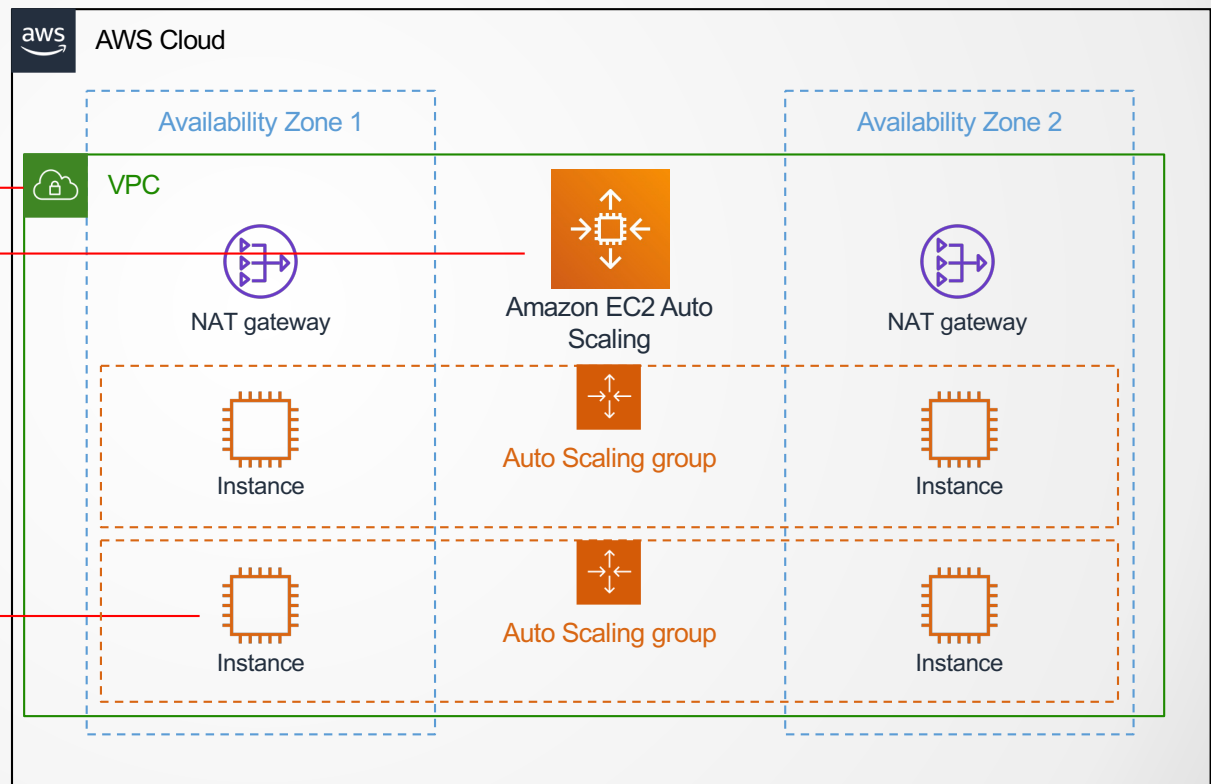 aws
AWS Cloud
Availability Zone 1
Availability Zone 2
VPC
NAT gateway
Amazon EC2 Auto
Scaling
NAT gateway
Instance
Auto Scaling group
Instance
Instance
Auto Scaling group
Instance